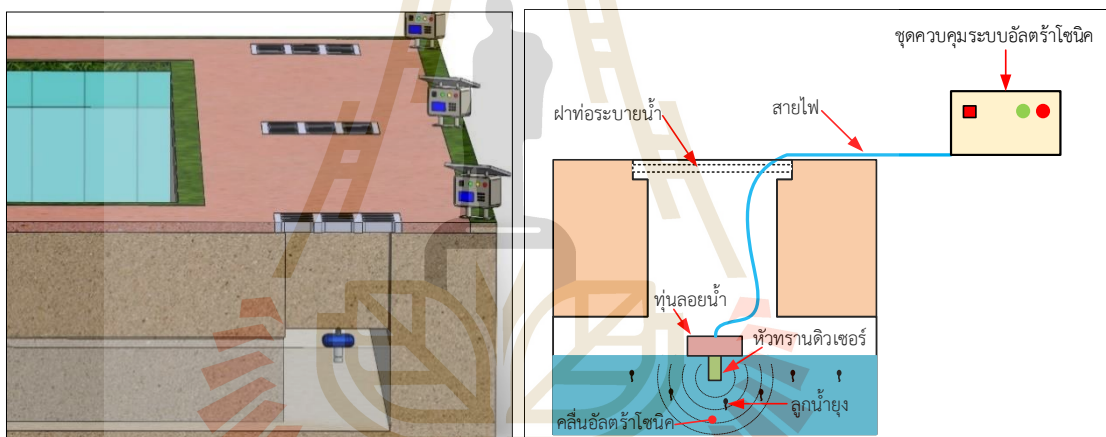 ชุดควบคุมระบบอัลตร้าโซนิค
ฝาท่อระบายน้ำ
สายไฟ
ทุ่นลอยน้ำ
หัวทรานดิวเซอร์
ลูกน้ำยุง
คลื่นอัลตร้าโซนิค